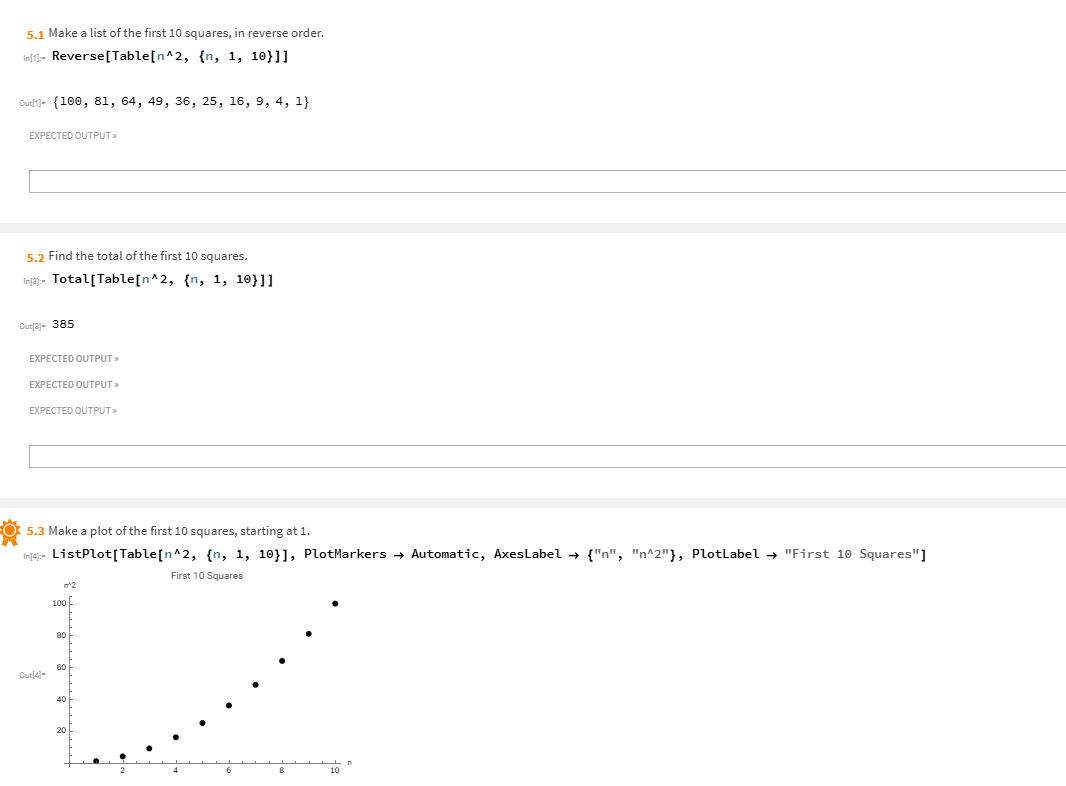 5.1 Make a list of the first 10 squares, in reverse order.
In[1]:= Reverse[Table[n^2, {n, 1, 10}]]
Out[1]= {100, 81, 64, 49, 36, 25, 16, 9, 4, 1}
EXPECTED OUTPUT »
5.2 Find the total of the first 10 squares.
In[3]:= Total[Table[n^2, {n, 1, 10}]]
Out[3]= 385
EXPECTED OUTPUT »
EXPECTED OUTPUT »
EXPECTED OUTPUT »
5.3 Make a plot of the first 10 squares, starting at 1.
In[4]:= ListPlot[Table[n^2, {n, 1, 10}], PlotMarkers → Automatic, AxesLabel → {"n", "n^2"}, PlotLabel → "First 10 Squares"]
First 10 Squares
n^2
100
80
60
Out[4]=
40
20
n
2 4 6 8 10